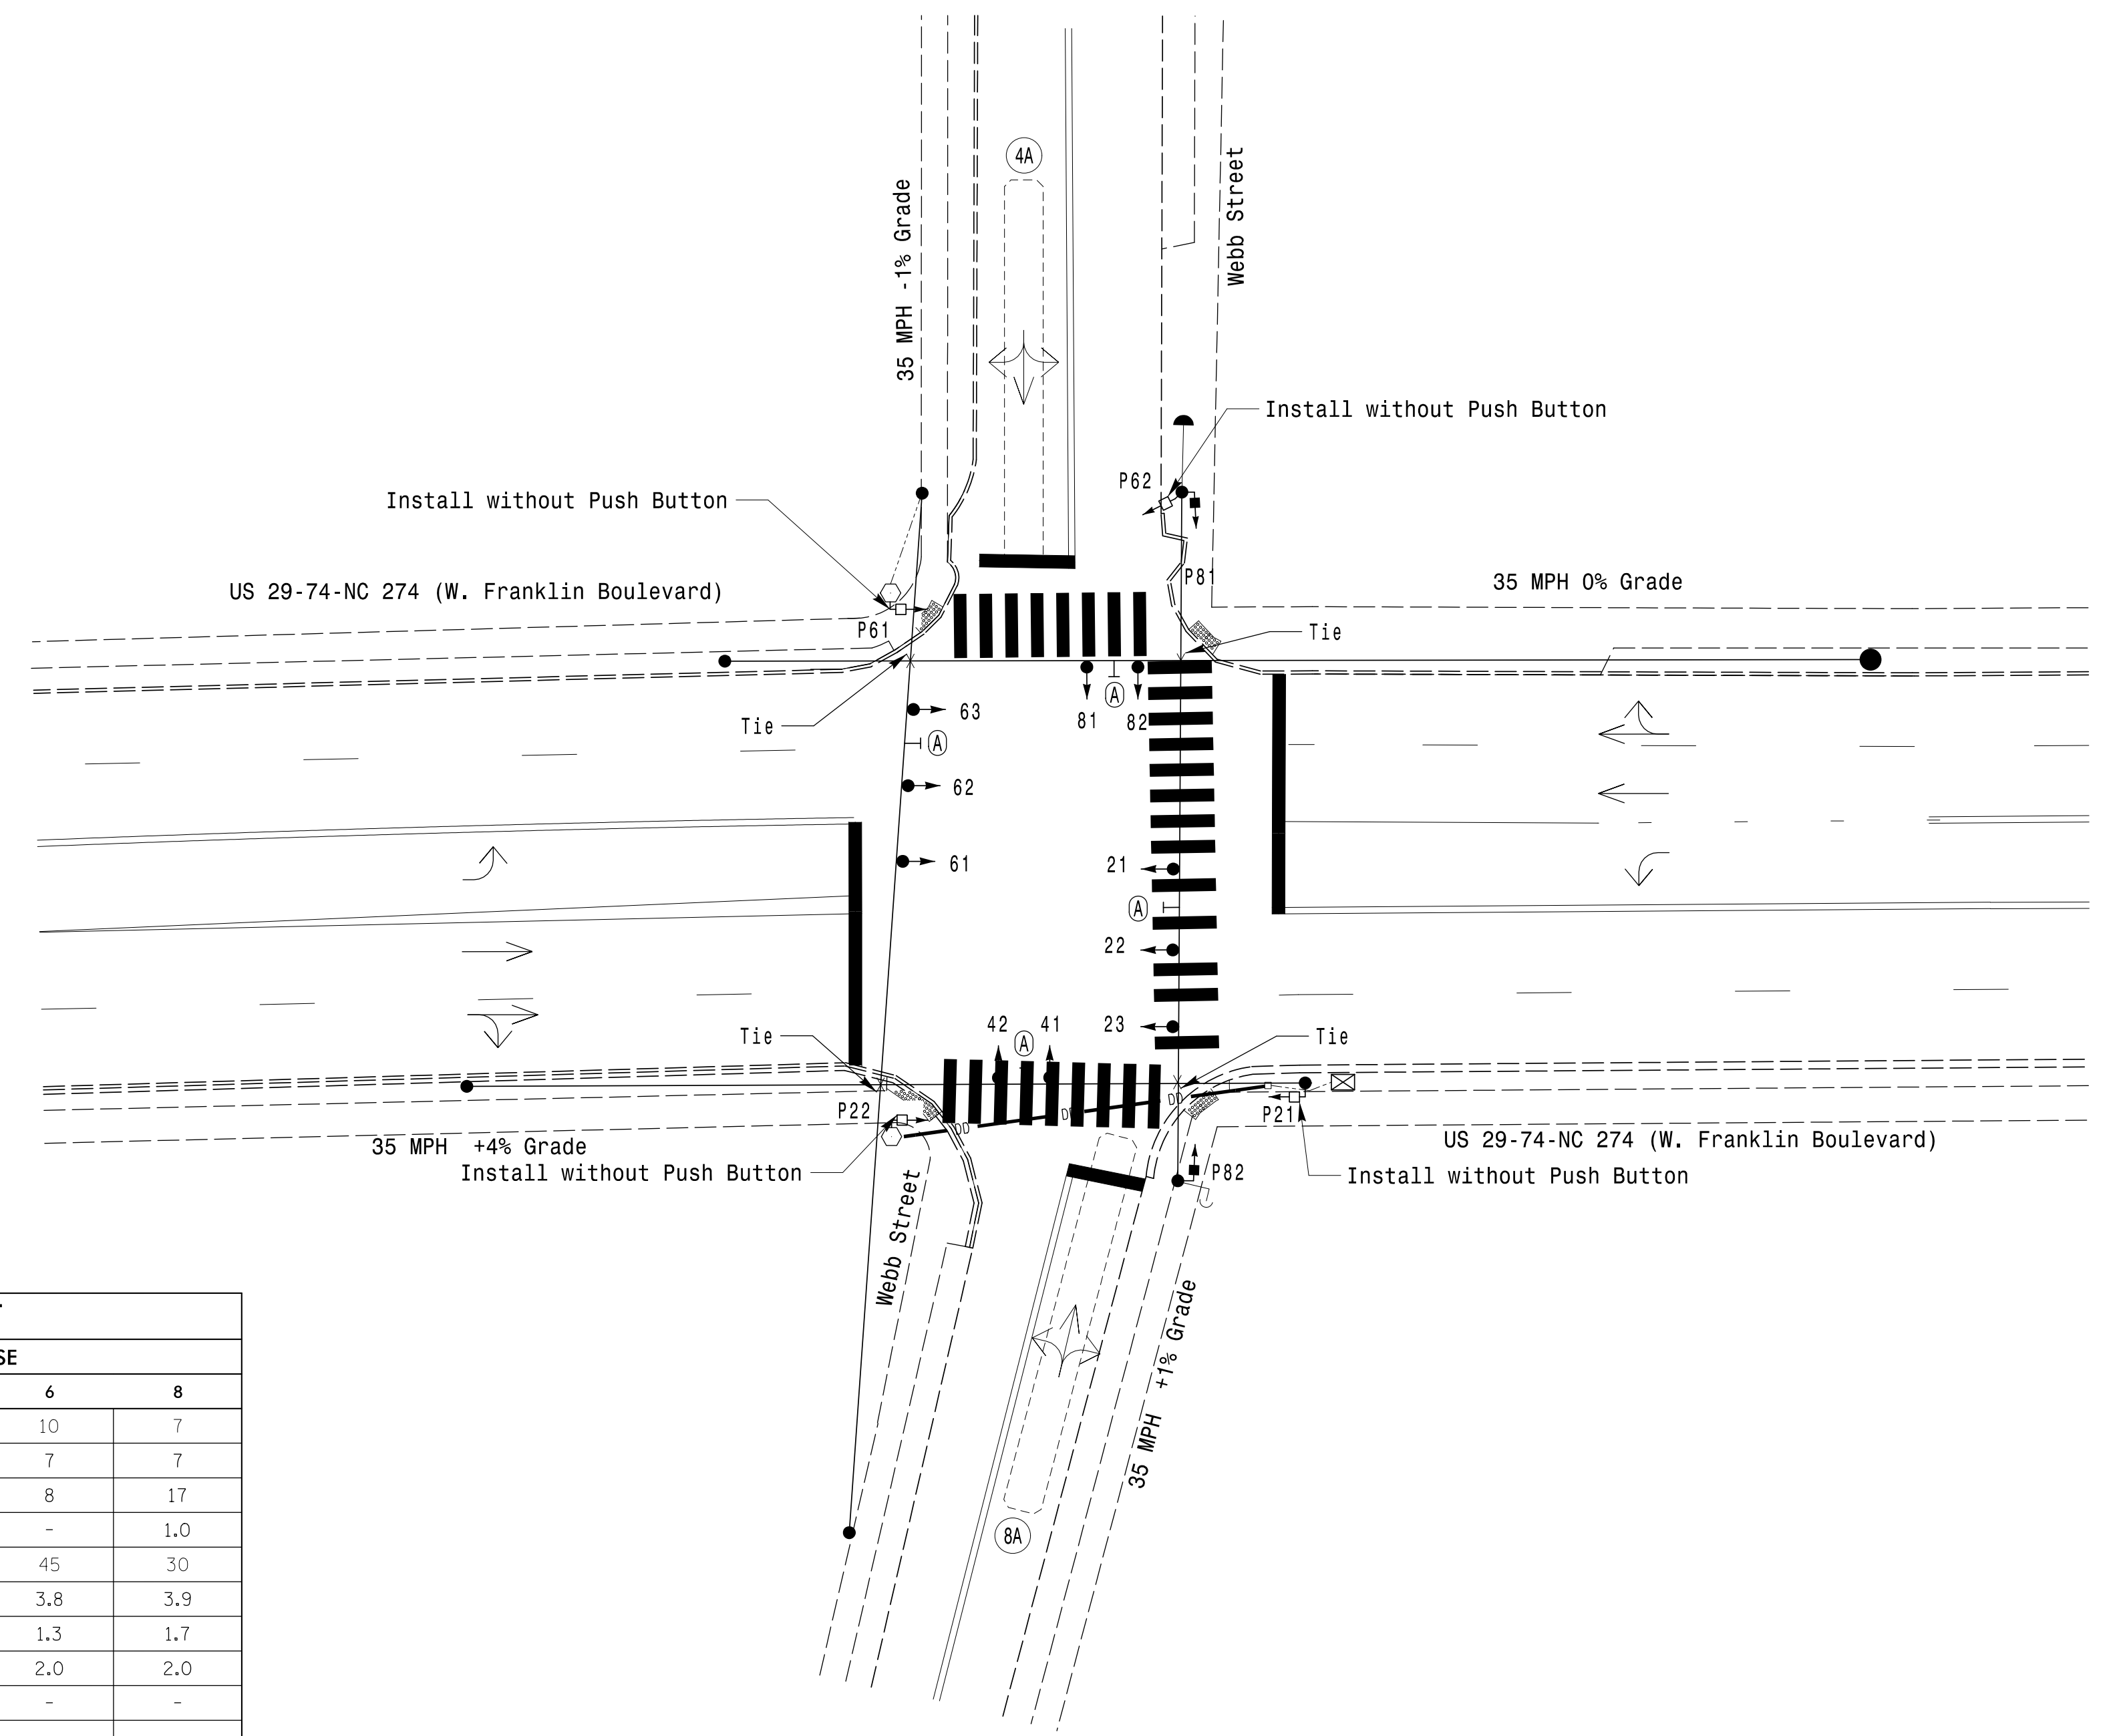 4A
35 MPH -1% Grade
Webb Street
Install without Push Button
P62
Install without Push Button
US 29-74-NC 274 (W. Franklin Boulevard)
P81
35 MPH 0% Grade
P61
Tie
Tie
63
A
81
A
82
A
62
61
21
A
22
23
42
A
41
Tie
Tie
P22
DD
DD
P21
35 MPH +4% Grade
Install without Push Button
US 29-74-NC 274 (W. Franklin Boulevard)
Install without Push Button
P82
Webb Street
35 MPH +1% Grade
8A
6 8
10 7
7 7
8 17
- 1.0
45 30
3.8 3.9
1.3 1.7
2.0 2.0
- -